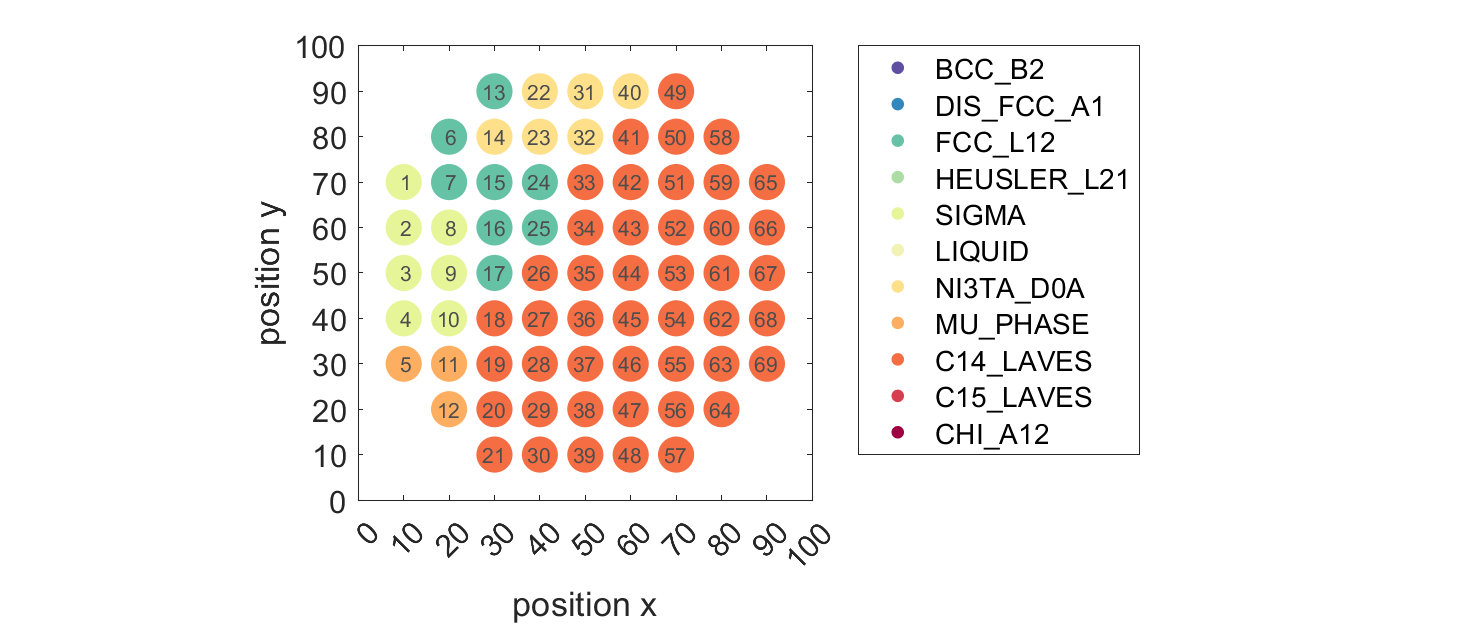 100
90
13 22 31 40 49
80
6 14 23 32 41 50 58
70
1 7 15 24 33 42 51 59 65
60
2 8 16 25 34 43 52 60 66
50
3 9 17 26 35 44 53 61 67
40
4 10 18 27 36 45 54 62 68
30
5 11 19 28 37 46 55 63 69
20
12 20 29 38 47 56 64
10
21 30 39 48 57
0
position y
0 10 20 30 40 50 60 70 80 90 100
position x
BCC_B2
DIS_FCC_A1
FCC_L12
HEUSLER_L21
SIGMA
LIQUID
NI3TA_D0A
MU_PHASE
C14_LAVES
C15_LAVES
CHI_A12